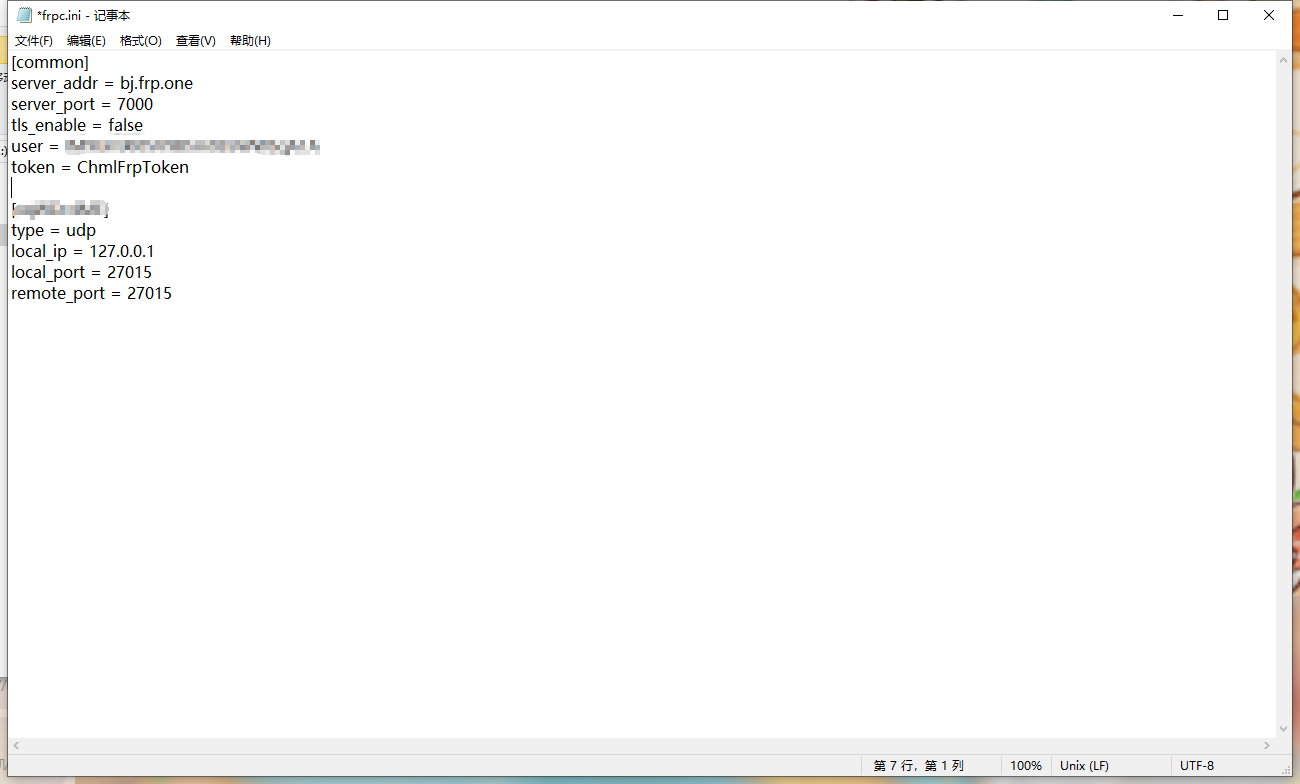 *frpc.ini - 记事本
文件(F) 编辑(E) 格式(O) 查看(V) 帮助(H)
[common]
server_addr = bj.frp.one
server_port = 7000
tls_enable = false
user =
token = ChmlFrpToken
[ ]
type = udp
local_ip = 127.0.0.1
local_port = 27015
remote_port = 27015
第 7 行，第 1 列 100% Unix (LF) UTF-8